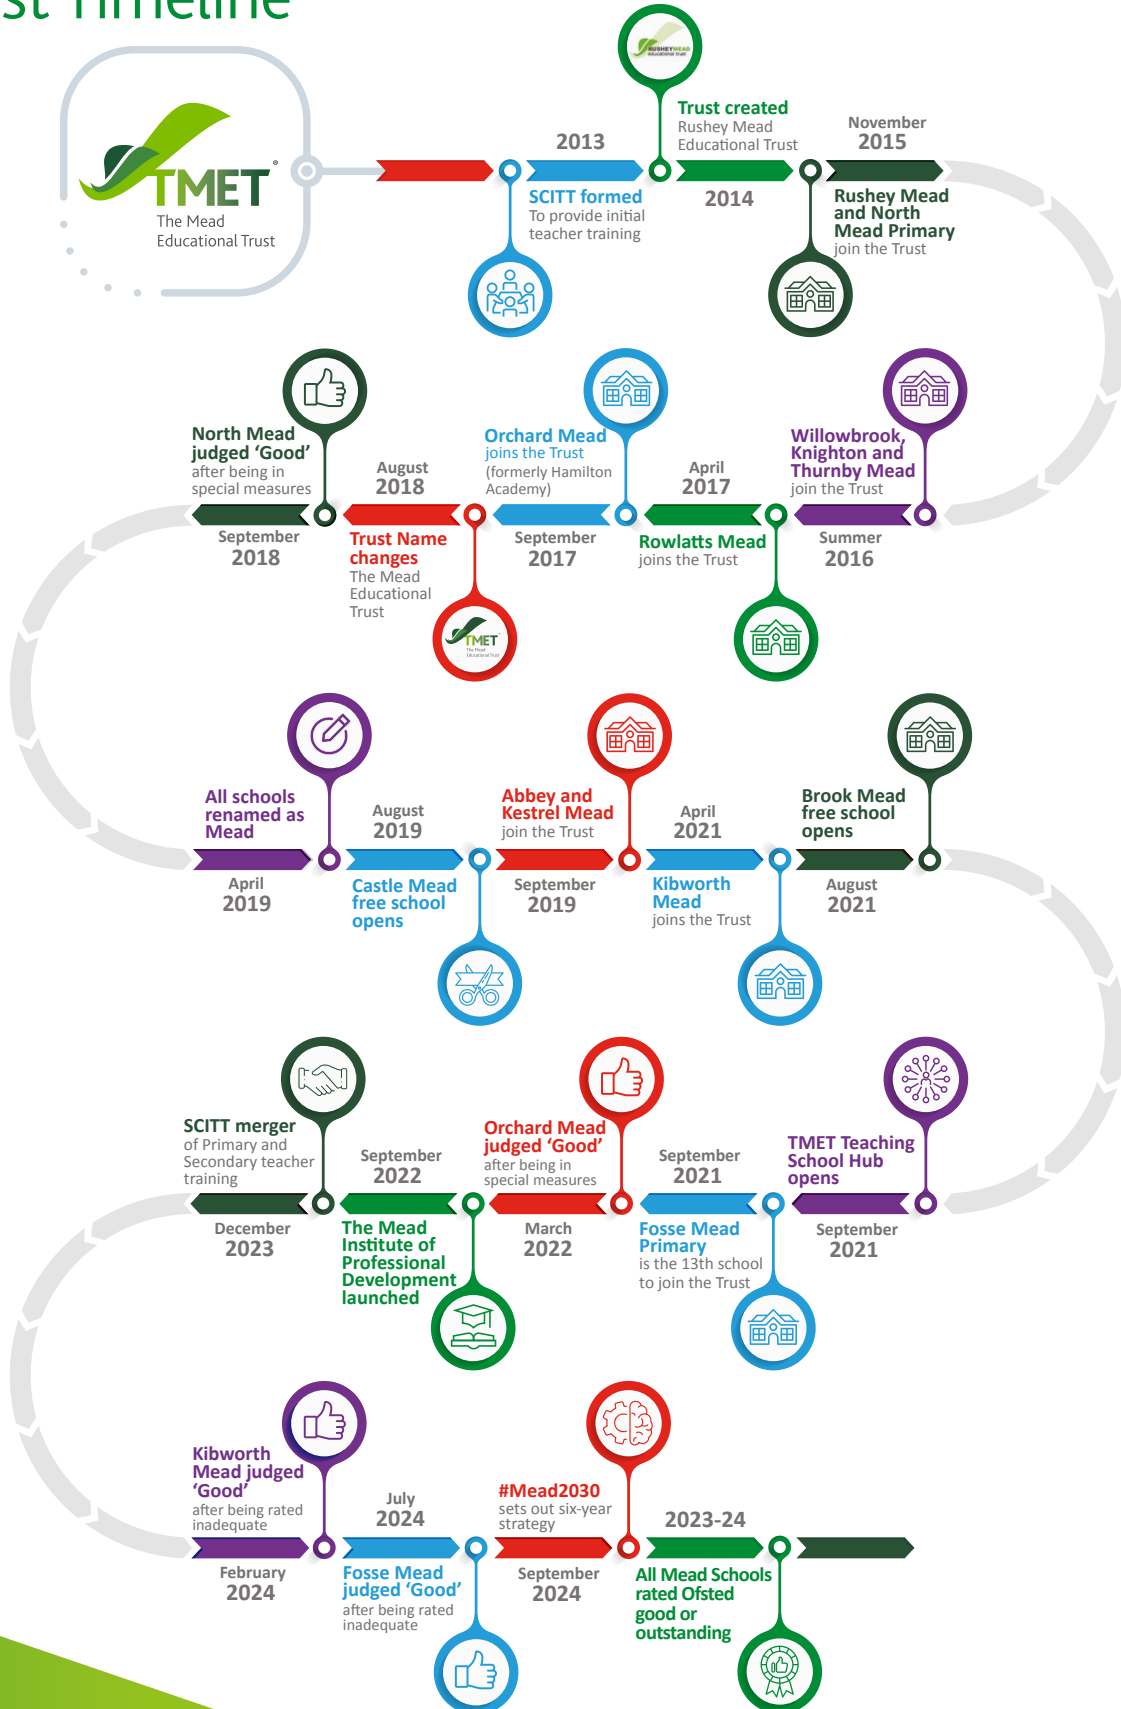 st Timeline
TMET
The Mead
Educational Trust
RUSHEYMEAD
educational trust
2013
SCITT formed
To provide initial
teacher training
Trust created
Rushey Mead
Educational Trust
2014
November
2015
Rushey Mead
and North
Mead Primary
join the Trust
Willowbrook,
Knighton and
Thurnby Mead
join the Trust
Summer
2016
April
2017
Rowlatts Mead
joins the Trust
Orchard Mead
joins the Trust
(formerly Hamilton
Academy)
September
2017
August
2018
Trust Name
changes
The Mead
Educational
Trust
TMET
The Mead
Educational Trust
North Mead
judged ‘Good’
after being in
special measures
September
2018
All schools
renamed as
Mead
April
2019
August
2019
Castle Mead
free school
opens
Abbey and
Kestrel Mead
join the Trust
September
2019
April
2021
Kibworth
Mead
joins the Trust
Brook Mead
free school
opens
August
2021
TMET Teaching
School Hub
opens
September
2021
September
2021
Fosse Mead
Primary
is the 13th school
to join the Trust
Orchard Mead
judged ‘Good’
after being in
special measures
March
2022
September
2022
The Mead
Institute of
Professional
Development
launched
SCITT merger
of Primary and
Secondary teacher
training
December
2023
Kibworth
Mead judged
‘Good’
after being rated
inadequate
February
2024
July
2024
Fosse Mead
judged ‘Good’
after being rated
inadequate
#Mead2030
sets out six-year
strategy
September
2024
2023-24
All Mead Schools
rated Ofsted
good or
outstanding